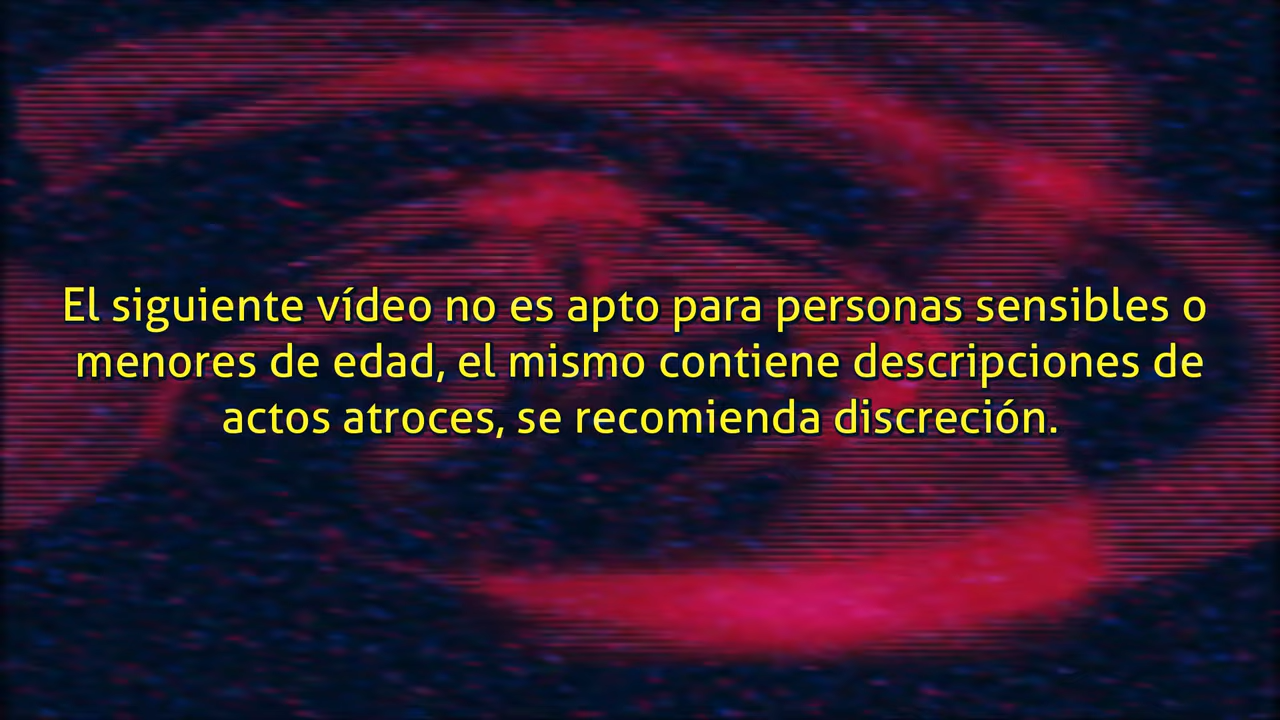 El siguiente vídeo no es apto para personas sensibles o
menores de edad, el mismo contiene descripciones de
actos atroces, se recomienda discreción.